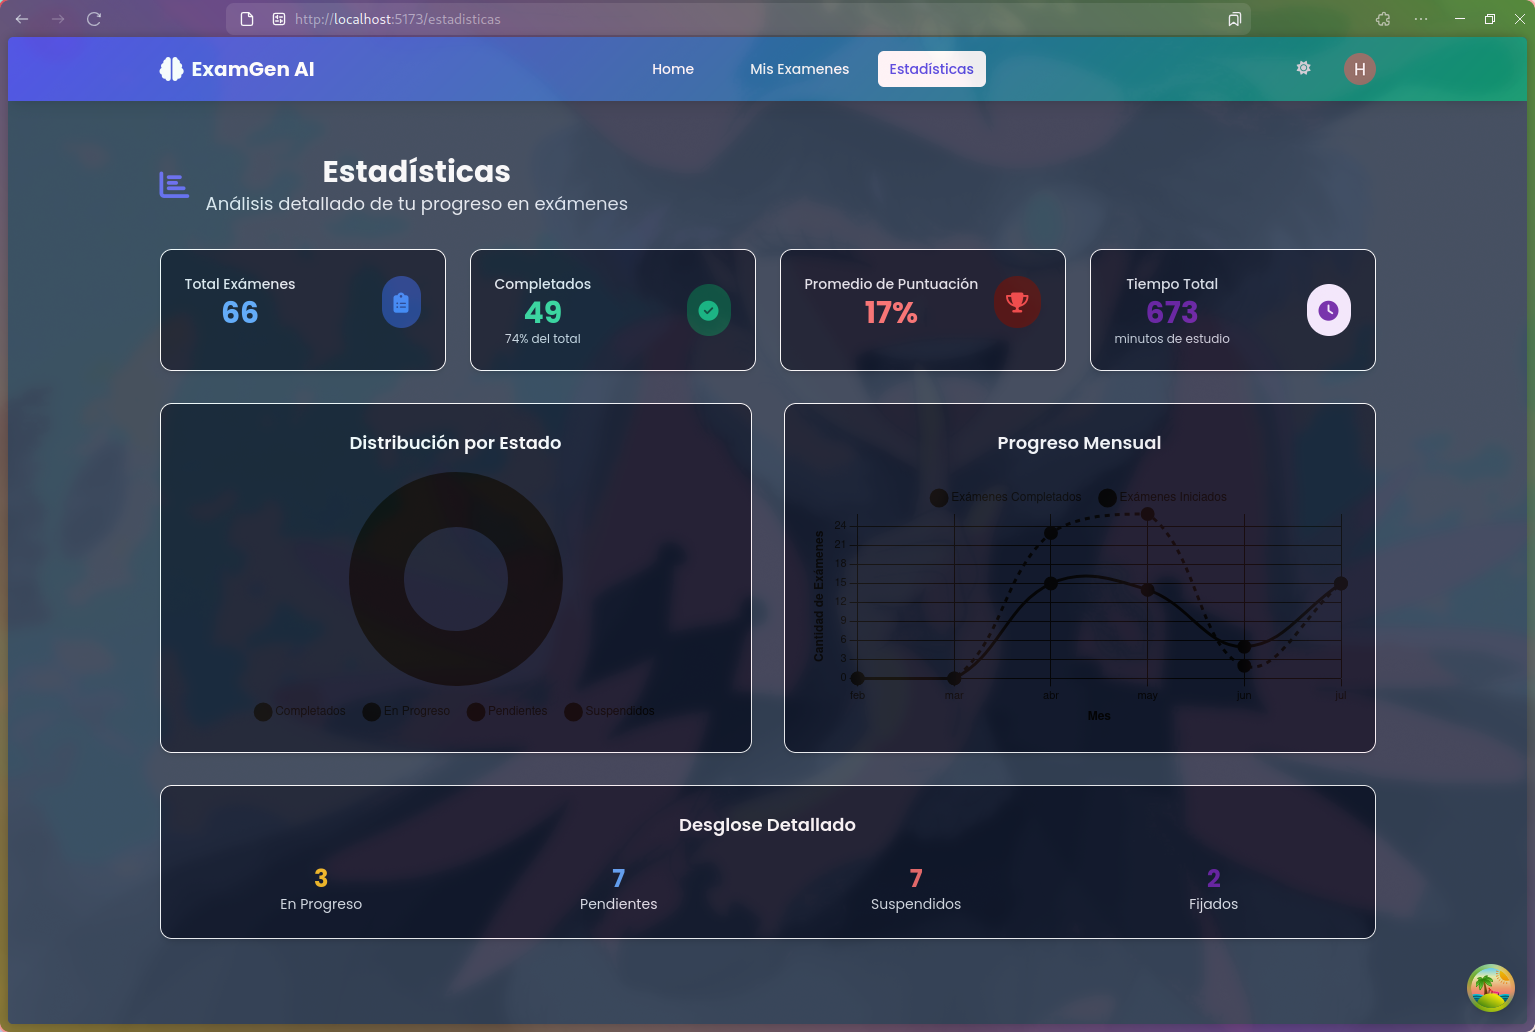 http://localhost:5173/estadisticas
ExamGen AI
Home
Mis Examenes
Estadísticas
H
Estadísticas
Análisis detallado de tu progreso en exámenes
Total Exámenes
66
Completados
49
74% del total
Promedio de Puntuación
17%
Tiempo Total
673
minutos de estudio
Distribución por Estado
Completados En Progreso Pendientes Suspendidos
Progreso Mensual
Exámenes Completados Exámenes Iniciados
Cantidad de Exámenes
24
21
18
15
12
9
6
3
0
feb mar abr may jun jul
Mes
Desglose Detallado
3
En Progreso
7
Pendientes
7
Suspendidos
2
Fijados